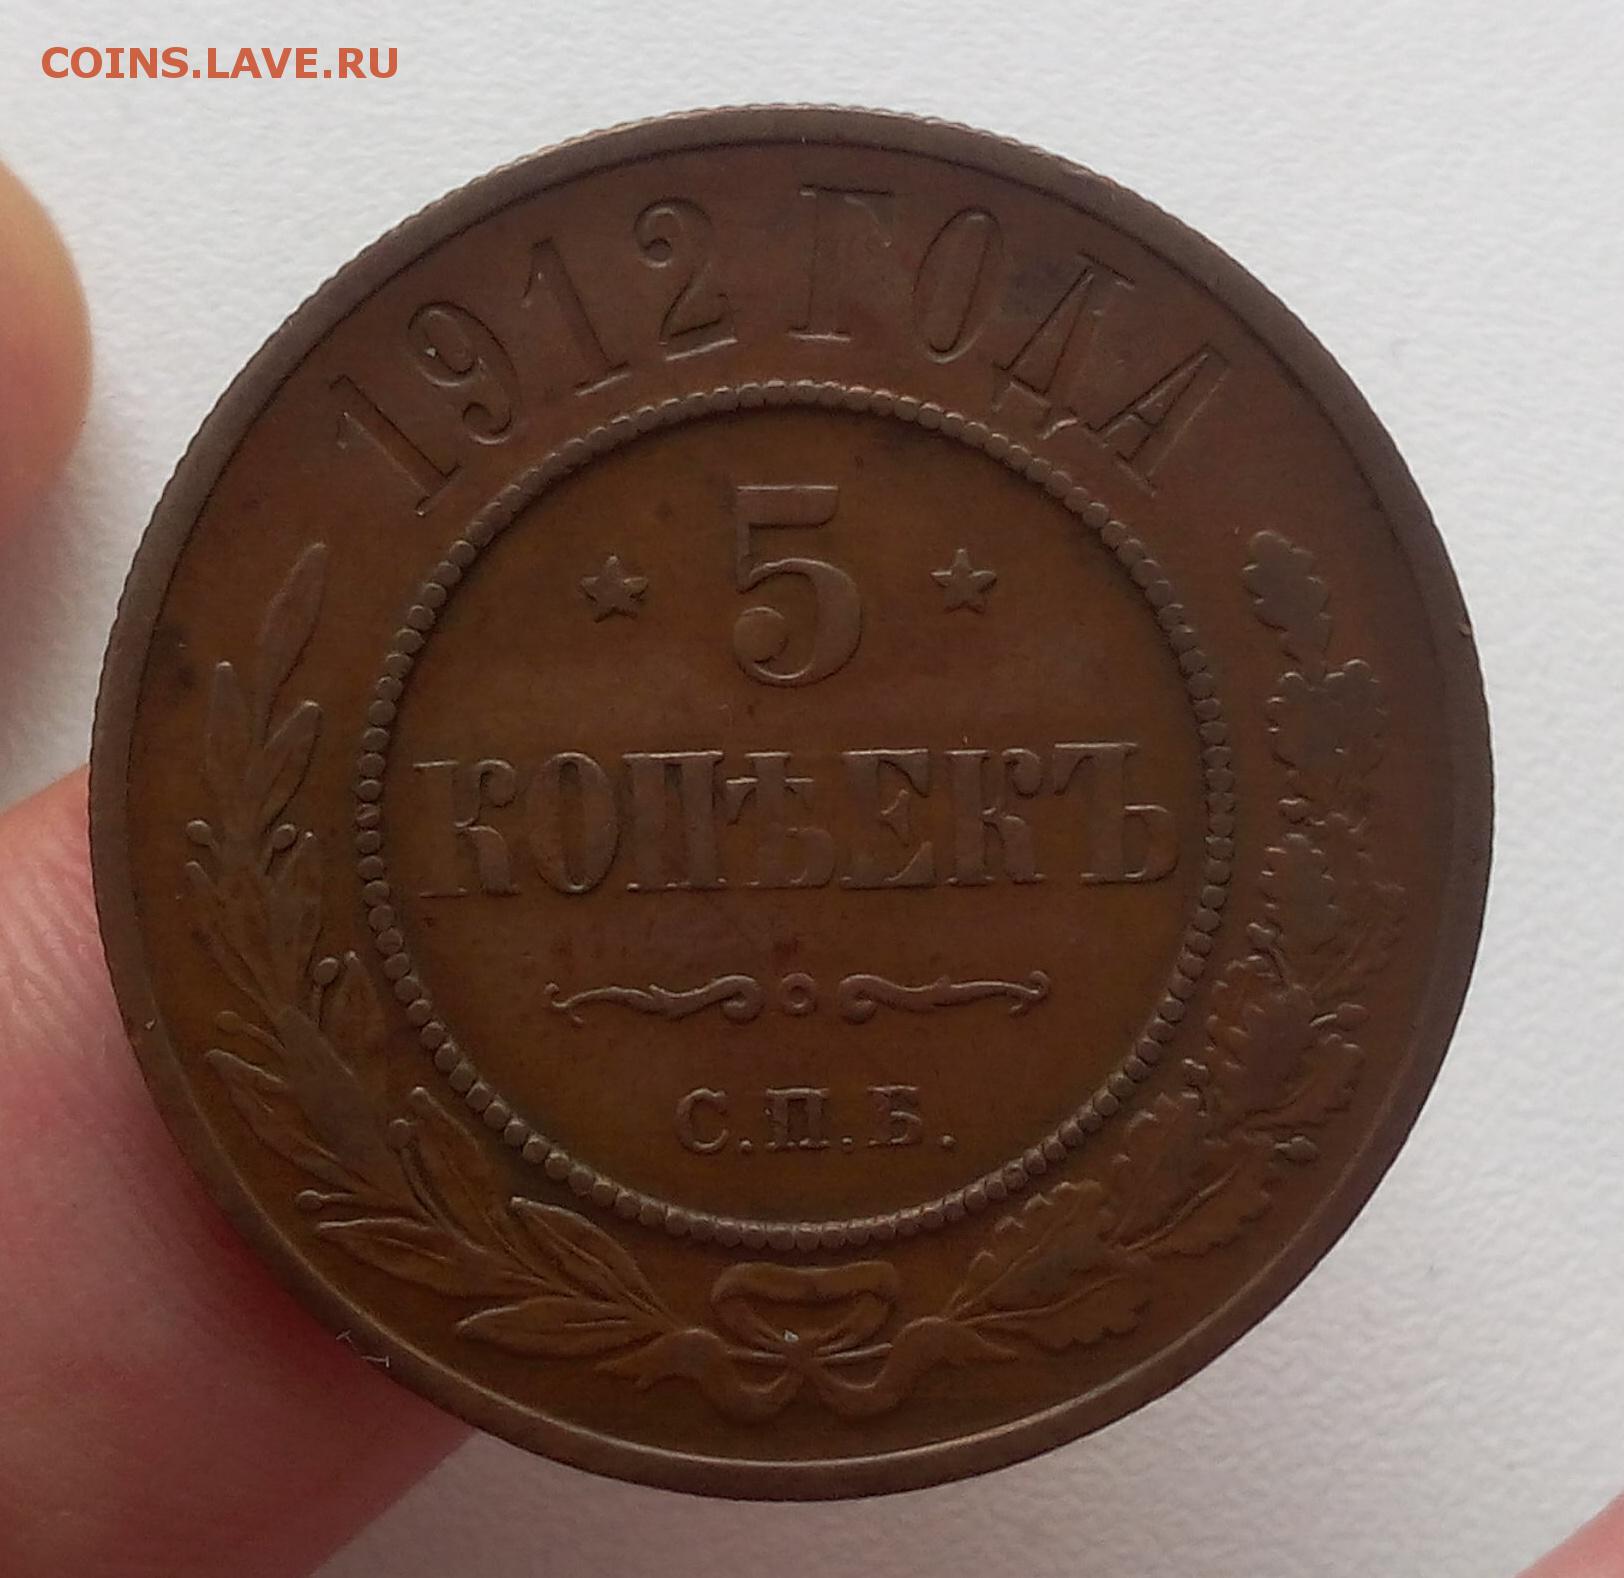 COINS.LAVE.RU
1912 ГОДА
5
КОПѢЕКЪ
С.П.Б.